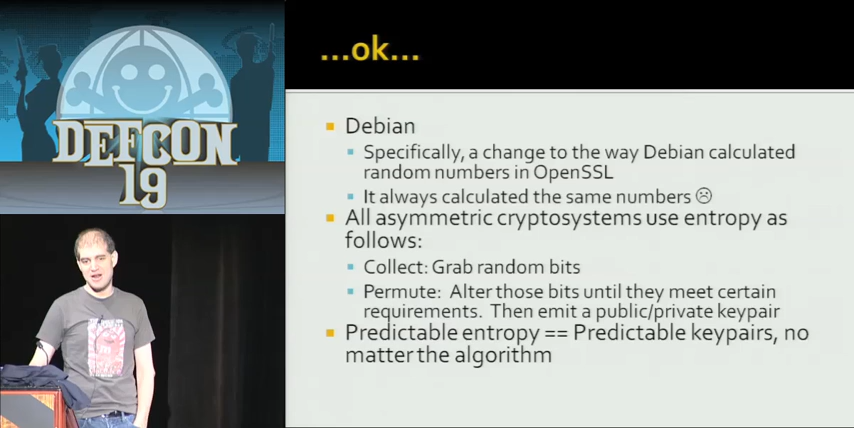 DEFCON
19
...ok...
Debian
Specifically, a change to the way Debian calculated
random numbers in OpenSSL
It always calculated the same numbers ☹
All asymmetric cryptosystems use entropy as
follows:
Collect: Grab random bits
Permute: Alter those bits until they meet certain
requirements. Then emit a public/private keypair
Predictable entropy == Predictable keypairs, no
matter the algorithm